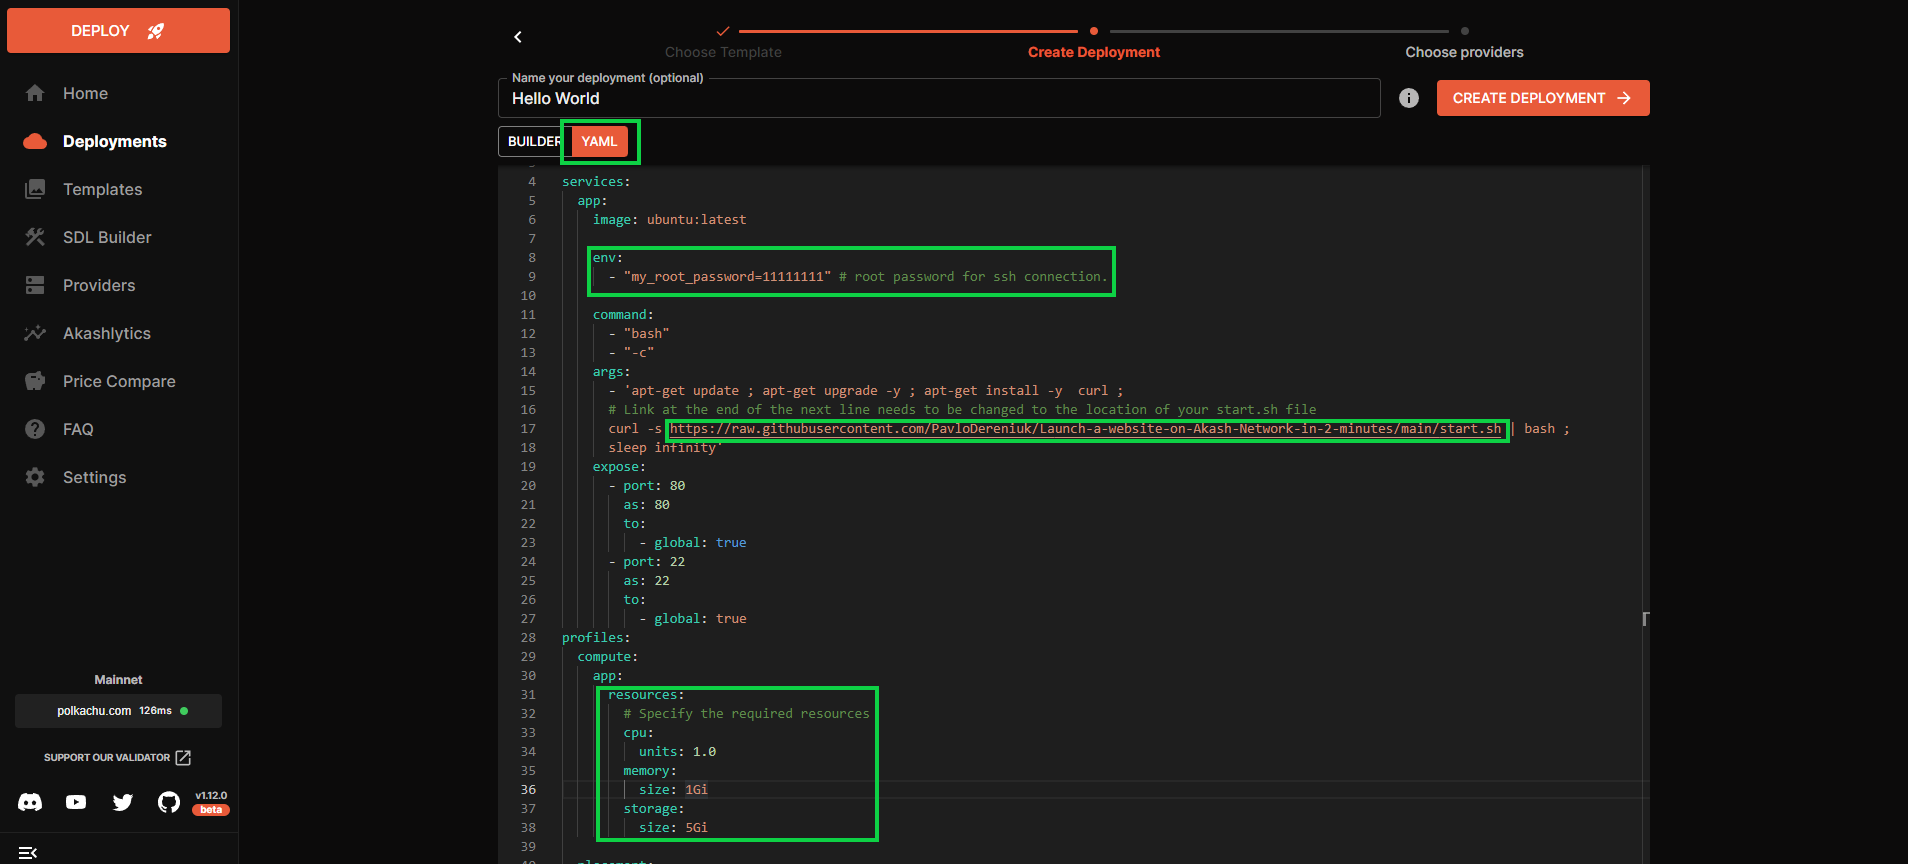 DEPLOY
Home
Deployments
Templates
SDL Builder
Providers
Akashlytics
Price Compare
FAQ
Settings
Mainnet
polkachu.com 126ms
SUPPORT OUR VALIDATOR
v1.12.0
beta
Choose Template
Create Deployment
Choose providers
Name your deployment (optional)
Hello World
CREATE DEPLOYMENT
BUILDER
YAML
4 services:
5 app:
6 image: ubuntu:latest
7
8 env:
9 - "my_root_password=11111111" # root password for ssh connection.
10
11 command:
12 - "bash"
13 - "-c"
14 args:
15 - 'apt-get update ; apt-get upgrade -y ; apt-get install -y  curl ;
16 # Link at the end of the next line needs to be changed to the location of your start.sh file
17 curl -s https://raw.githubusercontent.com/PavloDereniuk/Launch-a-website-on-Akash-Network-in-2-minutes/main/start.sh | bash ;
18 sleep infinity'
19 expose:
20 - port: 80
21 as: 80
22 to:
23 - global: true
24 - port: 22
25 as: 22
26 to:
27 - global: true
28 profiles:
29 compute:
30 app:
31 resources:
32 # Specify the required resources
33 cpu:
34 units: 1.0
35 memory:
36 size: 1Gi
37 storage:
38 size: 5Gi
39